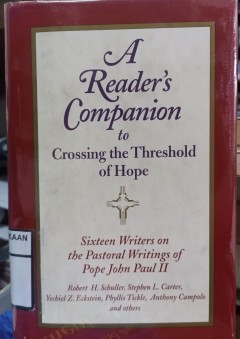 A
Reader's
Companion
to
Crossing the Threshold
of Hope
Sixteen Writers on
the Pastoral Writings of
Pope John Paul II
Robert H. Schuller, Stephen L. Carter,
Yechiel Z. Eckstein, Phyllis Tickle, Anthony Campolo
and others
KAAN